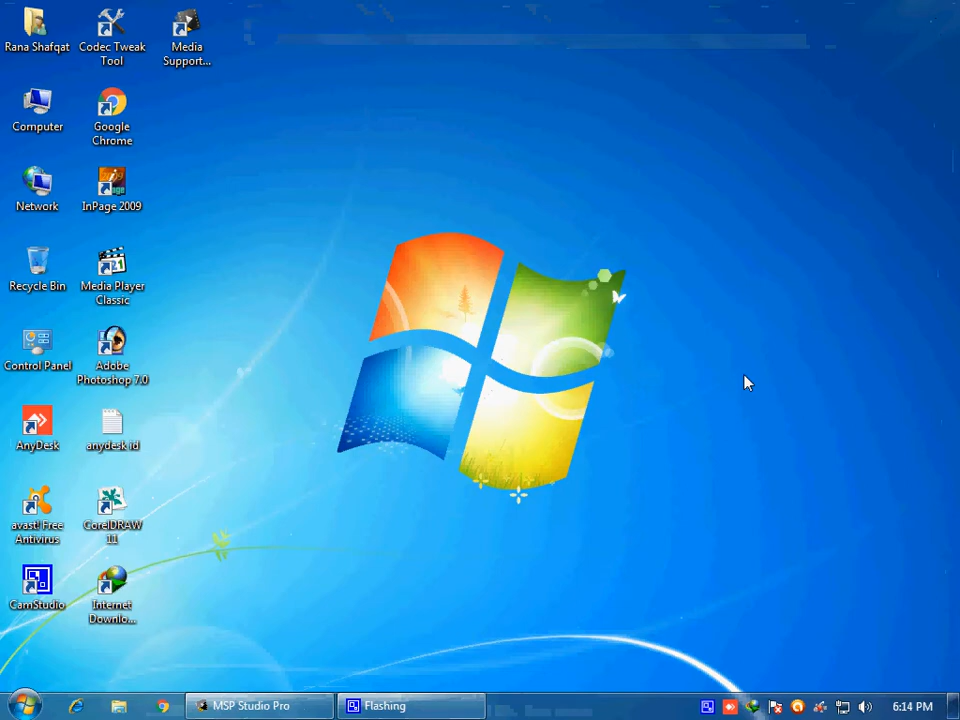 Rana Shafqat
Codec Tweak
Tool
Media
Support...
Computer
Google
Chrome
Network
InPage 2009
Recycle Bin
Media Player
Classic
21
Control Panel
Adobe
Photoshop 7.0
AnyDesk
anydesk id
avast! Free
Antivirus
CorelDRAW
11
CamStudio
Internet
Downlo...
MSP Studio Pro
Flashing
6:14 PM